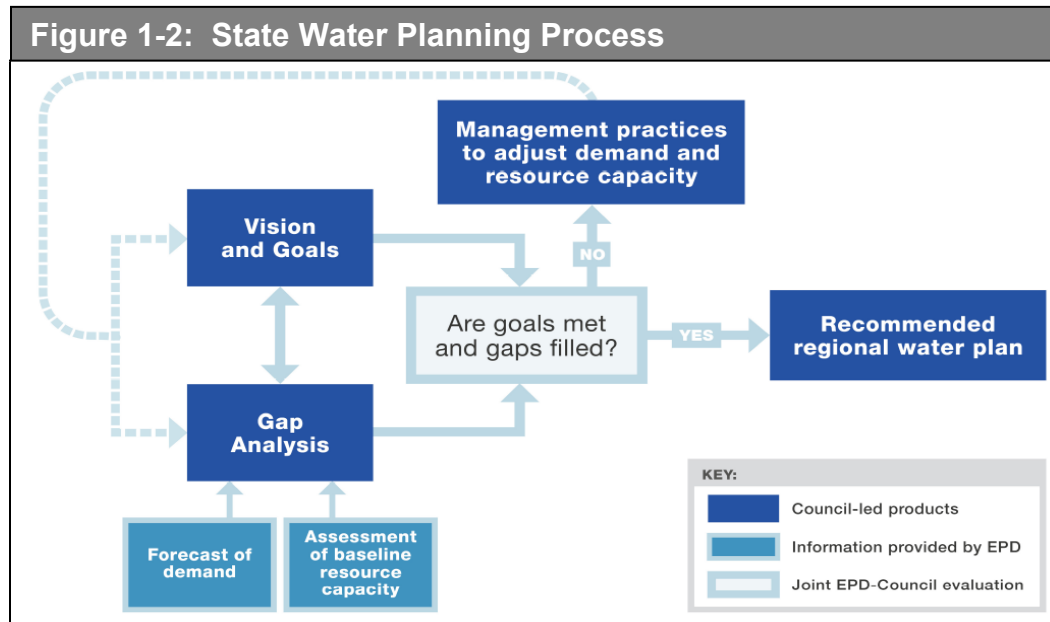 Figure 1-2: State Water Planning Process
Management practices
to adjust demand and
resource capacity
Vision
and Goals
NO
Are goals met
and gaps filled?
YES
Recommended
regional water plan
Gap
Analysis
Forecast of
demand
Assessment
of baseline
resource
capacity
KEY:
Council-led products
Information provided by EPD
Joint EPD-Council evaluation